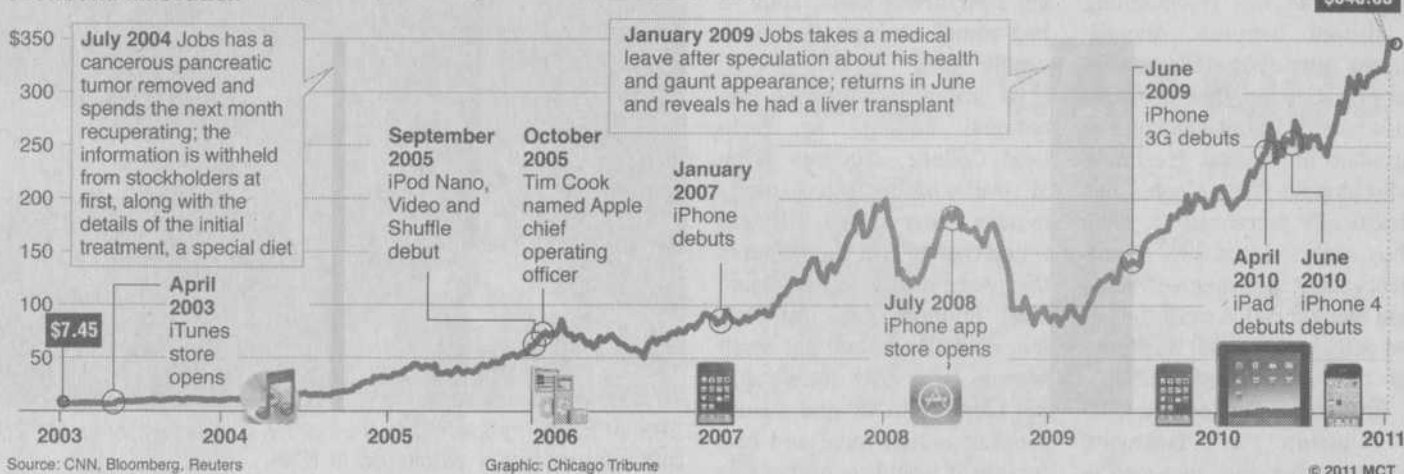 $350
300
250
200
150
100
50
July 2004 Jobs has a
cancerous pancreatic
tumor removed and
spends the next month
recuperating; the
information is withheld
from stockholders at
first, along with the
details of the initial
treatment, a special diet
January 2009 Jobs takes a medical
leave after speculation about his health
and gaunt appearance; returns in June
and reveals he had a liver transplant
$7.45
April
2003
iTunes
store
opens
September
2005
iPod Nano,
Video and
Shuffle
debut
October
2005
Tim Cook
named Apple
chief
operating
officer
January
2007
iPhone
debuts
July 2008
iPhone app
store opens
June
2009
iPhone
3G debuts
April
2010
iPad
debuts
June
2010
iPhone 4
debuts
2003 2004 2005 2006 2007 2008 2009 2010 2011
Source: CNN, Bloomberg, Reuters
Graphic: Chicago Tribune
© 2011 MCT